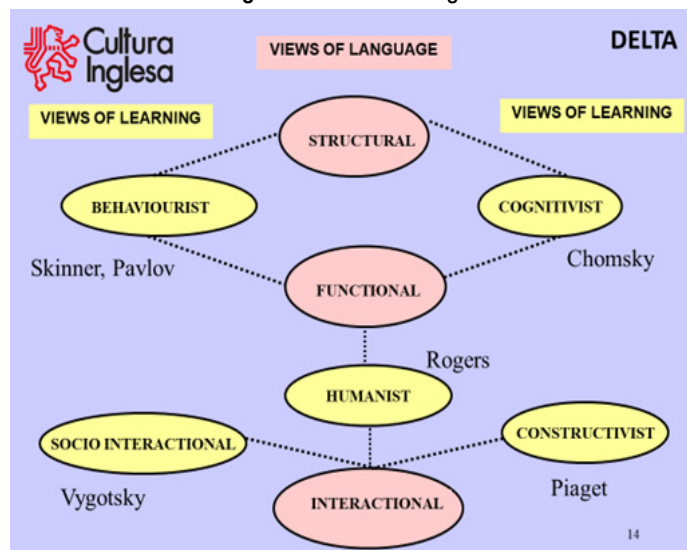 Cultura
Inglesa
VIEWS OF LANGUAGE
DELTA
VIEWS OF LEARNING
VIEWS OF LEARNING
STRUCTURAL
BEHAVIOURIST
COGNITIVIST
Skinner, Pavlov
Chomsky
FUNCTIONAL
Rogers
HUMANIST
SOCIO INTERACTIONAL
CONSTRUCTIVIST
Vygotsky
Piaget
INTERACTIONAL
14